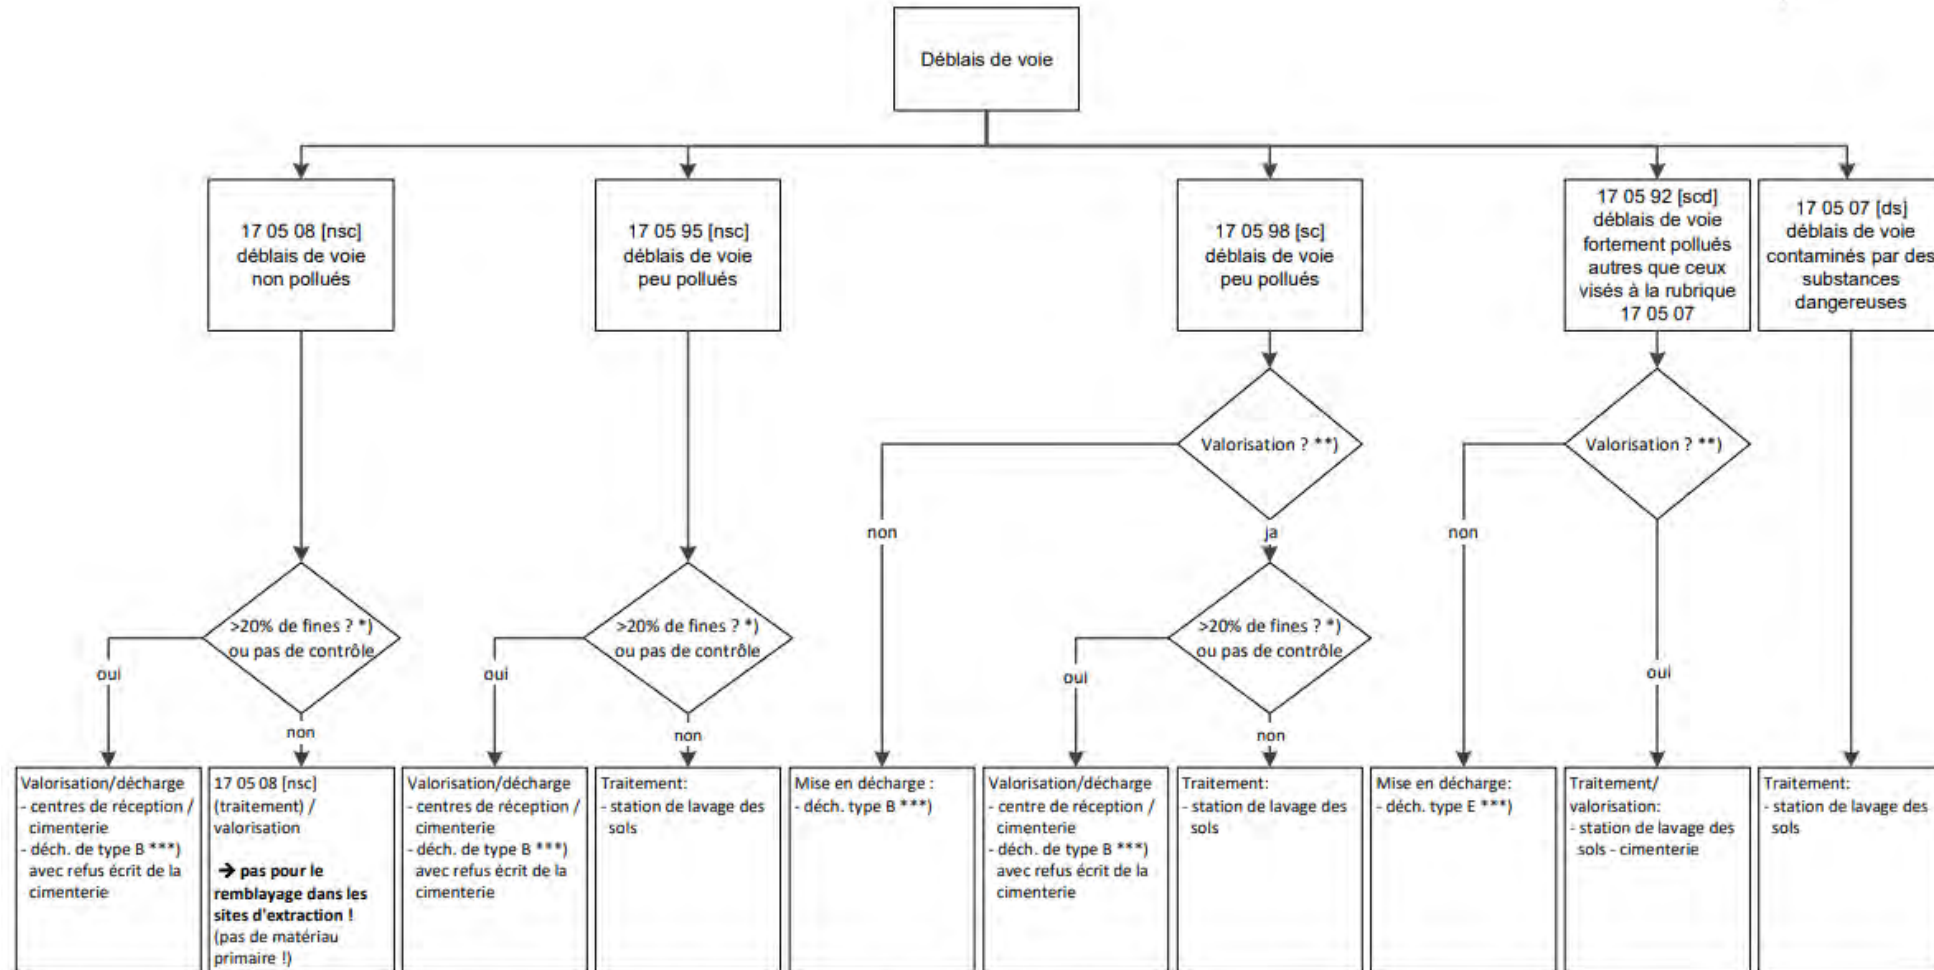 Déblais de voie
17 05 08 [nsc]
déblais de voie
non pollués
17 05 95 [nsc]
déblais de voie
peu pollués
17 05 98 [sc]
déblais de voie
peu pollués
17 05 92 [scd]
déblais de voie
fortement pollués
autres que ceux
visés à la rubrique
17 05 07
17 05 07 [ds]
déblais de voie
contaminés par des
substances
dangereuses
Valorisation ? **)
Valorisation ? **)
non
ja
non
>20% de fines ? *)
ou pas de contrôle
>20% de fines ? *)
ou pas de contrôle
>20% de fines ? *)
ou pas de contrôle
oui
oui
oui
oui
non
non
non
Valorisation/décharge
- centres de réception /
cimenterie
- déch. de type B ***)
avec refus écrit de la
cimenterie
17 05 08 [nsc]
(traitement) /
valorisation
➔ pas pour le
remblayage dans les
sites d'extraction !
(pas de matériau
primaire !)
Valorisation/décharge
- centres de réception /
cimenterie
- déch. de type B ***)
avec refus écrit de la
cimenterie
Traitement:
- station de lavage des
sols
Mise en décharge :
- déch. type B ***)
Valorisation/décharge
- centre de réception /
cimenterie
- déch. de type B ***)
avec refus écrit de la
cimenterie
Traitement:
- station de lavage des
sols
Mise en décharge:
- déch. type E ***)
Traitement/
valorisation:
- station de lavage des
sols - cimenterie
Traitement:
- station de lavage des
sols